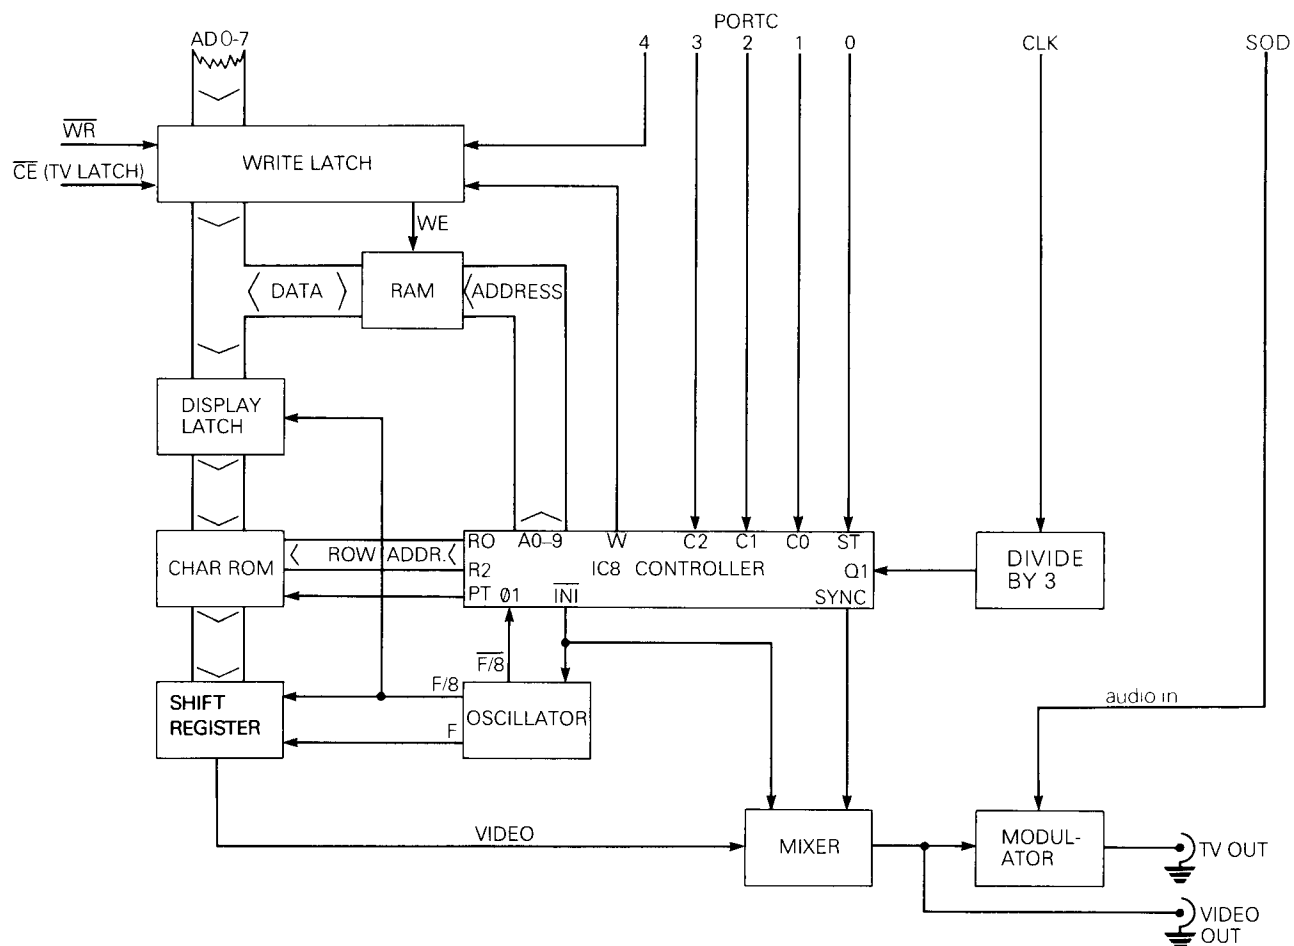 PORTC
AD0-7
4 3 2 1 0
CLK
SOD
WR
CE (TV LATCH)
WRITE LATCH
WE
DATA
RAM
ADDRESS
DISPLAY
LATCH
CHAR ROM
ROW ADDR.
RO A0–9 W C2 C1 C0 ST
R2 IC8 CONTROLLER Q1
PT Ø1 INI SYNC
DIVIDE
BY 3
F/8
F/8
SHIFT
REGISTER
OSCILLATOR
F
audio in
VIDEO
MIXER
MODUL-
ATOR
TV OUT
VIDEO
OUT